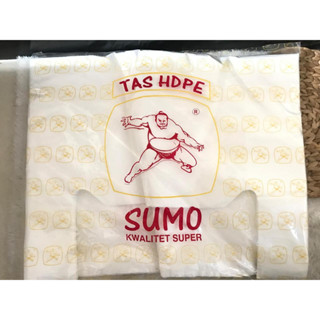 TAS HDPE
®
SUMO
KWALITET SUPER